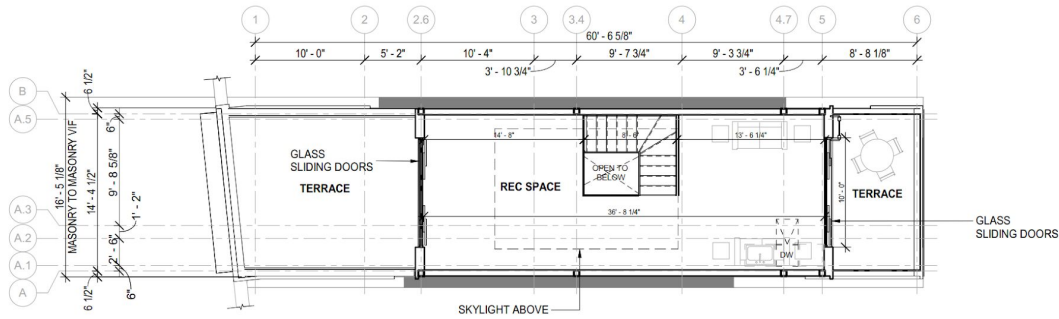 1
2
2.6
3
3.4
4
4.7
5
6
60' - 6 5/8"
10' - 0"
5' - 2"
10' - 4"
3' - 10 3/4"
9' - 7 3/4"
9' - 3 3/4"
3' - 6 1/4"
8' - 8 1/8"
B
A.5
A.3
A.2
A.1
A
6 1/2"
6"
16' - 5 1/8"
MASONRY TO MASONRY VIF
14' - 4 1/2"
9' - 8 5/8"
1' - 2"
2' - 6"
6"
6 1/2"
GLASS
SLIDING DOORS
TERRACE
14' - 8"
8' - 6"
13' - 6 1/4"
OPEN TO
BELOW
REC SPACE
36' - 8 1/4"
DW
10' - 0"
TERRACE
GLASS
SLIDING DOORS
SKYLIGHT ABOVE